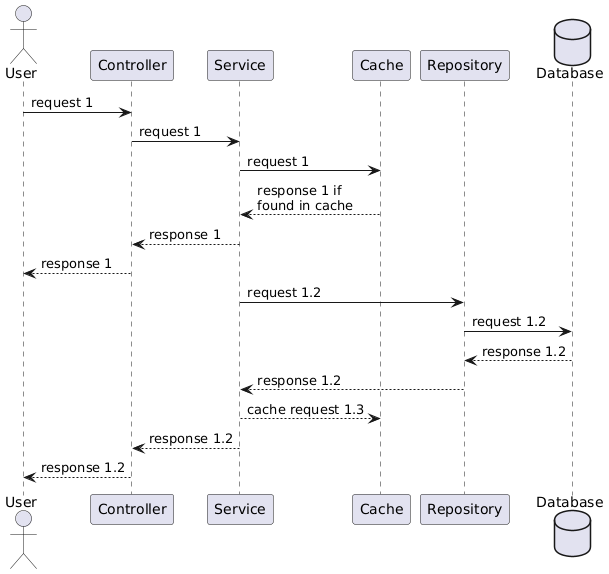 User
Controller
Service
Cache
Repository
Database
request 1
request 1
request 1
response 1 if
found in cache
response 1
response 1
request 1.2
request 1.2
response 1.2
response 1.2
cache request 1.3
response 1.2
response 1.2
User
Controller
Service
Cache
Repository
Database